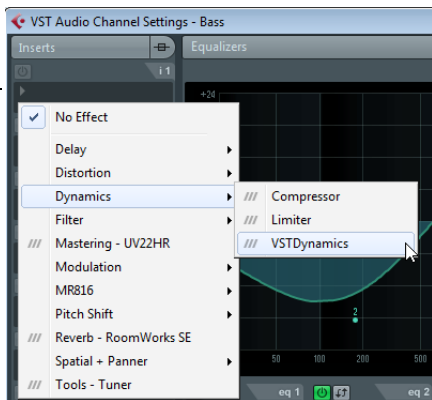 VST Audio Channel Settings - Bass
Inserts
Equalizers
i1
+24
No Effect
Delay
Distortion
Dynamics
Compressor
Filter
Limiter
Mastering - UV22HR
VSTDynamics
Modulation
MR816
Pitch Shift
2
Reverb - RoomWorks SE
Spatial + Panner
50 100 200 500
Tools - Tuner
eq 1 eq 2